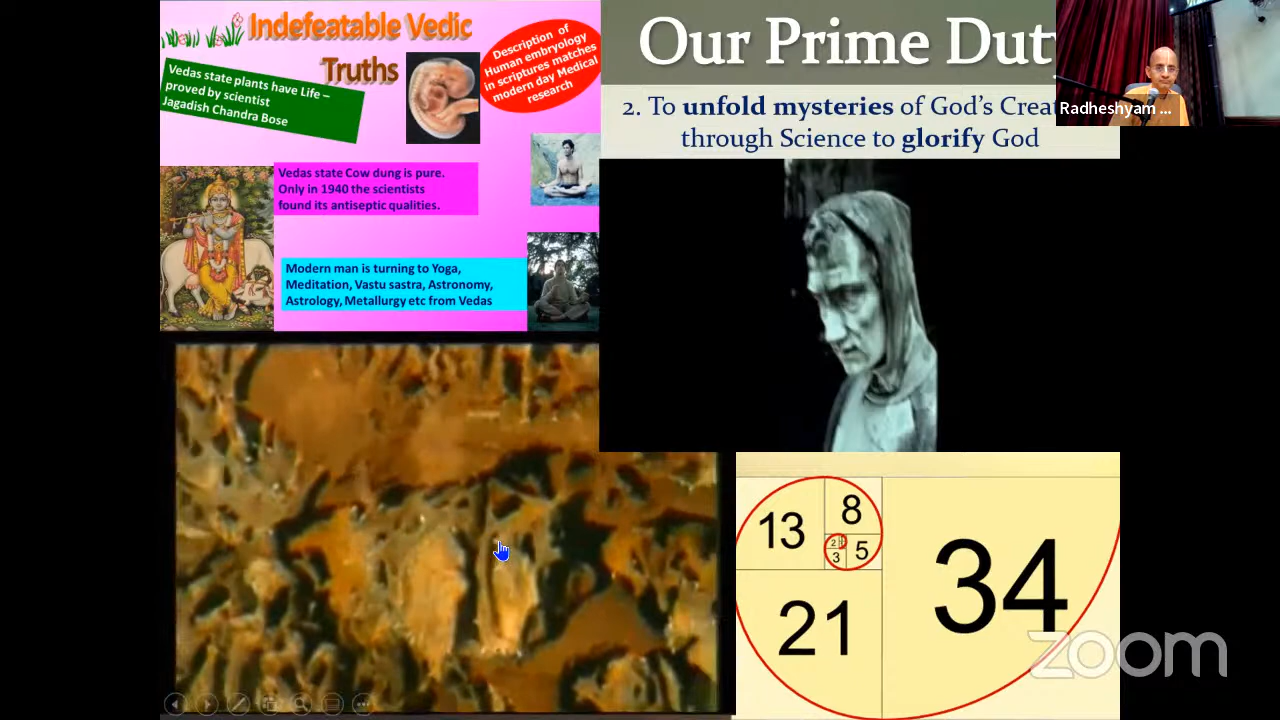 Indefeatable Vedic
Truths
Description of
Human embryology
in scriptures matches
modern day Medical
research
Vedas state plants have Life –
proved by scientist
Jagadish Chandra Bose
Vedas state Cow dung is pure.
Only in 1940 the scientists
found its antiseptic qualities.
Modern man is turning to Yoga,
Meditation, Vastu sastra, Astronomy,
Astrology, Metallurgy etc from Vedas
Our Prime Dut
2. To unfold mysteries of God's Creat
through Science to glorify God
Radheshyam ...
13
8
2
3
5
21
34
zoom